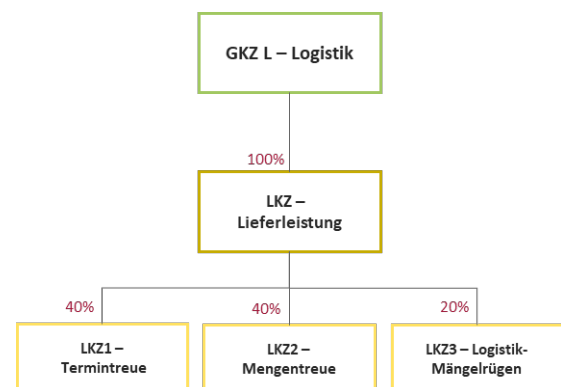 GKZ L – Logistik
100%
LKZ –
Lieferleistung
40%
40%
20%
LKZ1 –
Termintreue
LKZ2 –
Mengentreue
LKZ3 – Logistik-
Mängelrügen